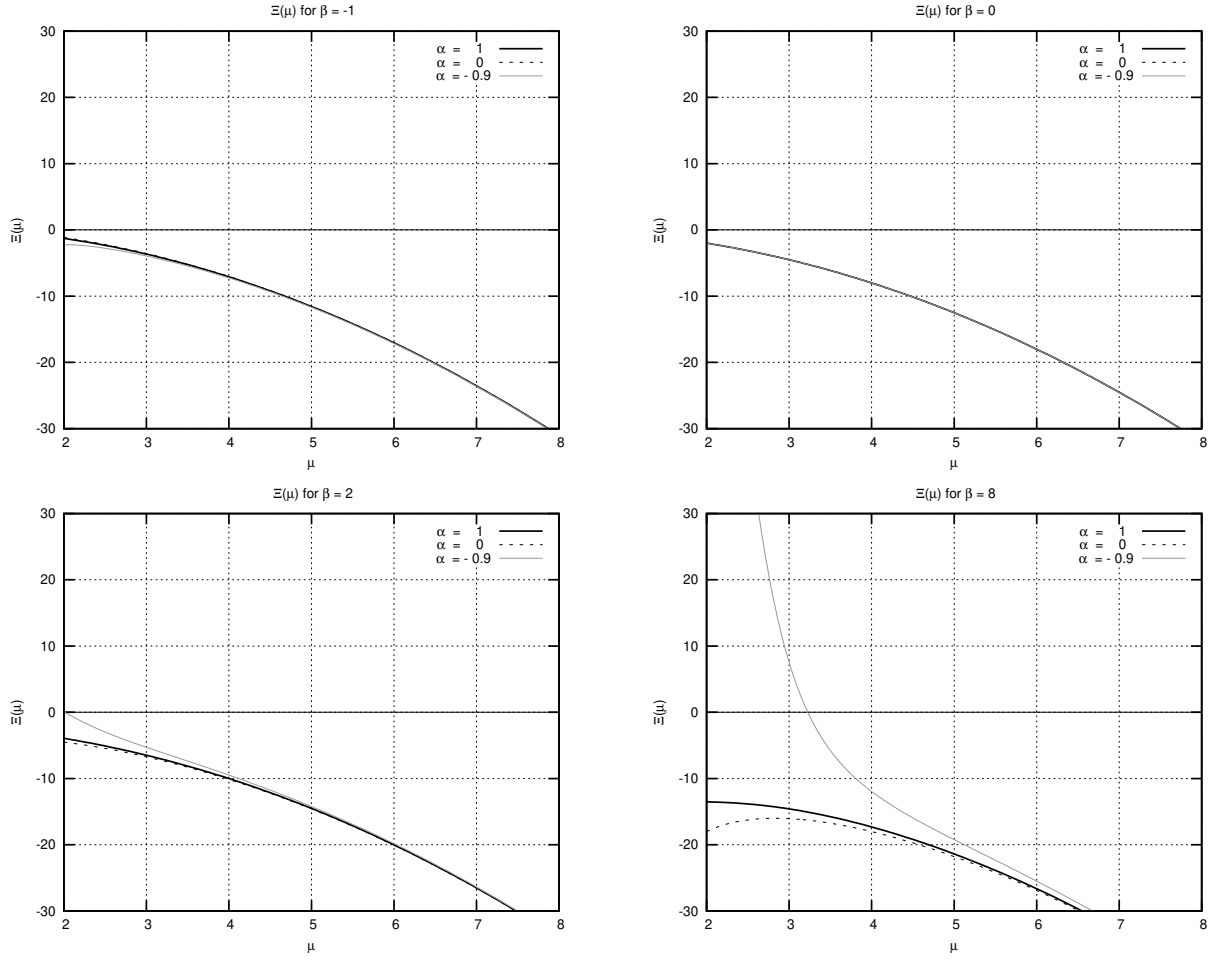 Ξ(μ) for β = -1
30
20
10
0
-10
-20
-30
2 3 4 5 6 7 8
Ξ(μ)
μ
α = 1
α = 0
α = - 0.9
Ξ(μ) for β = 0
30
20
10
0
-10
-20
-30
2 3 4 5 6 7 8
Ξ(μ)
μ
α = 1
α = 0
α = - 0.9
Ξ(μ) for β = 2
30
20
10
0
-10
-20
-30
2 3 4 5 6 7 8
Ξ(μ)
μ
α = 1
α = 0
α = - 0.9
Ξ(μ) for β = 8
30
20
10
0
-10
-20
-30
2 3 4 5 6 7 8
Ξ(μ)
μ
α = 1
α = 0
α = - 0.9